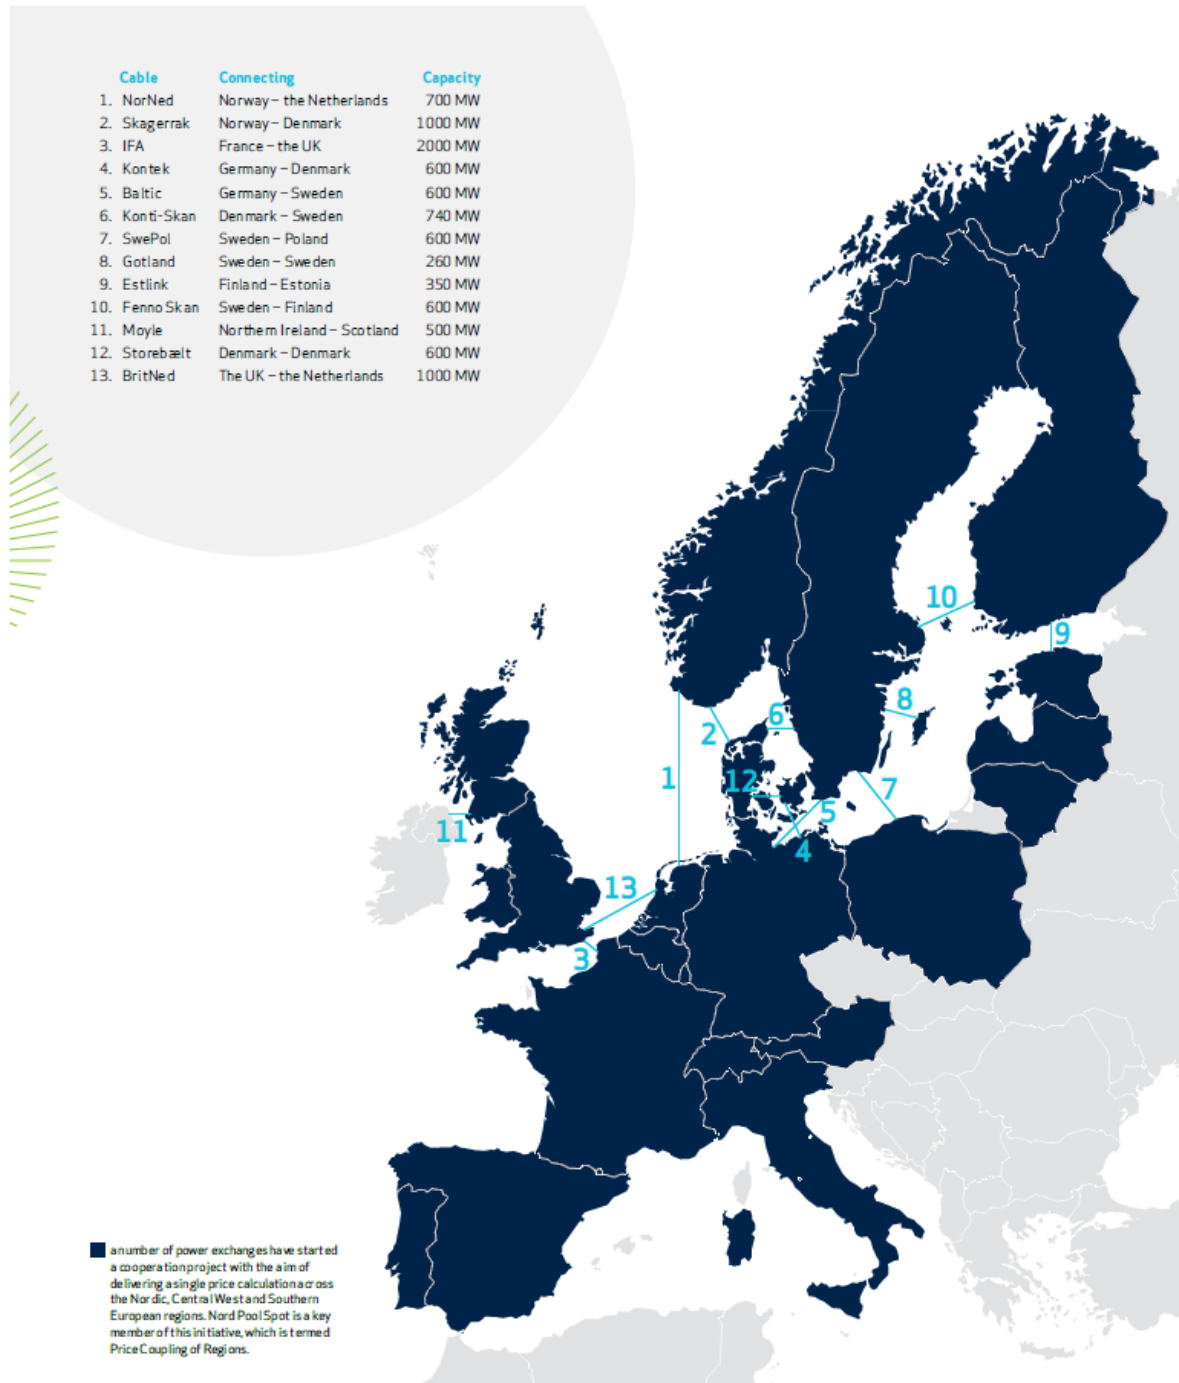 Cable Connecting Capacity
1. NorNed Norway – the Netherlands 700 MW
2. Skagerrak Norway – Denmark 1000 MW
3. IFA France – the UK 2000 MW
4. Kontek Germany – Denmark 600 MW
5. Baltic Germany – Sweden 600 MW
6. Konti-Skan Denmark – Sweden 740 MW
7. SwePol Sweden – Poland 600 MW
8. Gotland Sweden – Sweden 260 MW
9. Estlink Finland – Estonia 350 MW
10. Fenno Skan Sweden – Finland 600 MW
11. Moyle Northern Ireland – Scotland 500 MW
12. Storebælt Denmark – Denmark 600 MW
13. BritNed The UK – the Netherlands 1000 MW
10
9
8
6
2
1
12
7
5
11
4
13
3
a number of power exchanges have started
a cooperation project with the aim of
delivering a single price calculation across
the Nordic, Central West and Southern
European regions. Nord Pool Spot is a key
member of this initiative, which is termed
Price Coupling of Regions.